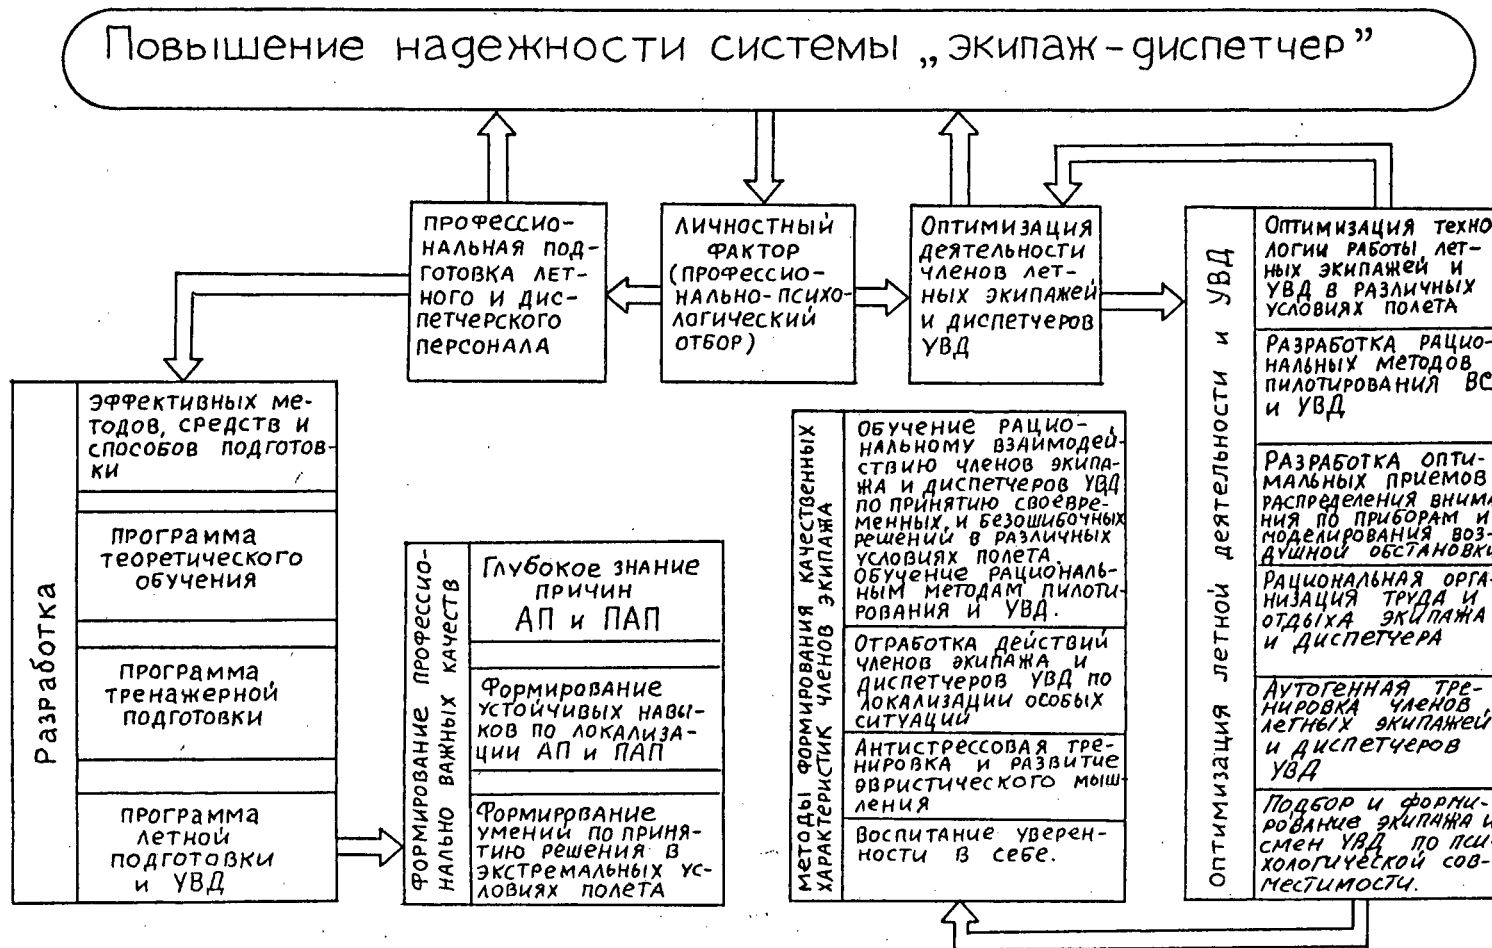 Повышение надежности системы „экипаж-диспетчер”
ПРОФЕССИО-
НАЛЬНАЯ ПОД-
ГОТОВКА ЛЕТ-
НОГО И ДИС-
ПЕТЧЕРСКОГО
ПЕРСОНАЛА
ЛИЧНОСТНЫЙ
ФАКТОР
(ПРОФЕССИО-
НАЛЬНО-ПСИХО-
ЛОГИЧЕСКИЙ
ОТБОР)
ОПТИМИЗАЦИЯ
ДЕЯТЕЛЬНОСТИ
ЧЛЕНОВ ЛЕТ-
НЫХ ЭКИПАЖЕЙ
И ДИСПЕТЧЕРОВ
УВД
Разработка
ЭФФЕКТИВНЫХ МЕ-
ТОДОВ, СРЕДСТВ И
СПОСОБОВ ПОДГОТОВ-
КИ
ПРОГРАММА
ТЕОРЕТИЧЕСКОГО
ОБУЧЕНИЯ
ПРОГРАММА
ТРЕНАЖЕРНОЙ
ПОДГОТОВКИ
ПРОГРАММА
ЛЕТНОЙ
ПОДГОТОВКИ
И УВД
ФОРМИРОВАНИЕ ПРОФЕССИО-
НАЛЬНО ВАЖНЫХ КАЧЕСТВ
Глубокое знание
ПРИЧИН
АП и ПАП
Формирование
УСТОЙЧИВЫХ НАВЫ-
КОВ ПО ЛОКАЛИЗА-
ЦИИ АП И ПАП
Формирование
УМЕНИЙ ПО ПРИНЯ-
ТИЮ РЕШЕНИЯ В
ЭКСТРЕМАЛЬНЫХ УС-
ЛОВИЯХ ПОЛЕТА
МЕТОДЫ ФОРМИРОВАНИЯ КАЧЕСТВЕННЫХ
ХАРАКТЕРИСТИК ЧЛЕНОВ ЭКИПАЖА
ОБУЧЕНИЕ РАЦИО-
НАЛЬНОМУ ВЗАИМОДЕЙ-
СТВИЮ ЧЛЕНОВ ЭКИПА-
ЖА И ДИСПЕТЧЕРОВ УВД
ПО ПРИНЯТИЮ СВОЕВРЕ-
МЕННЫХ И БЕЗОШИБОЧНЫХ
РЕШЕНИЙ В РАЗЛИЧНЫХ
УСЛОВИЯХ ПОЛЕТА.
ОБУЧЕНИЕ РАЦИОНАЛЬ-
НЫМ МЕТОДАМ ПИЛОТИ-
РОВАНИЯ И УВД.
ОТРАБОТКА ДЕЙСТВИЙ
ЧЛЕНОВ ЭКИПАЖА И
ДИСПЕТЧЕРОВ УВД ПО
ЛОКАЛИЗАЦИИ ОСОБЫХ
СИТУАЦИЙ
АНТИСТРЕССОВАЯ ТРЕ-
НИРОВКА И РАЗВИТИЕ
ЭВРИСТИЧЕСКОГО МЫШ-
ЛЕНИЯ
ВОСПИТАНИЕ УВЕРЕН-
НОСТИ В СЕБЕ.
Оптимизация летной деятельности и УВД
ОПТИМИЗАЦИЯ ТЕХНО
ЛОГИИ РАБОТЫ ЛЕТ-
НЫХ ЭКИПАЖЕЙ И
УВД В РАЗЛИЧНЫХ
УСЛОВИЯХ ПОЛЕТА
РАЗРАБОТКА РАЦИО-
НАЛЬНЫХ МЕТОДОВ
ПИЛОТИРОВАНИЯ ВС
И УВД
РАЗРАБОТКА ОПТИ-
МАЛЬНЫХ ПРИЕМОВ
РАСПРЕДЕЛЕНИЯ ВНИМА
НИЯ ПО ПРИБОРАМ И
МОДЕЛИРОВАНИЯ ВОЗ-
ДУШНОЙ ОБСТАНОВКИ
РАЦИОНАЛЬНАЯ ОРГА-
НИЗАЦИЯ ТРУДА И
ОТДЫХА ЭКИПАЖА
И ДИСПЕТЧЕРА
АУТОГЕННАЯ ТРЕ-
НИРОВКА ЧЛЕНОВ
ЛЕТНЫХ ЭКИПАЖЕЙ
И ДИСПЕТЧЕРОВ
УВД
ПОДБОР И ФОРМИ-
РОВАНИЕ ЭКИПАЖА И
СМЕН УВД ПО ПСИ-
ХОЛОГИЧЕСКОЙ СОВ-
МЕСТИМОСТИ.